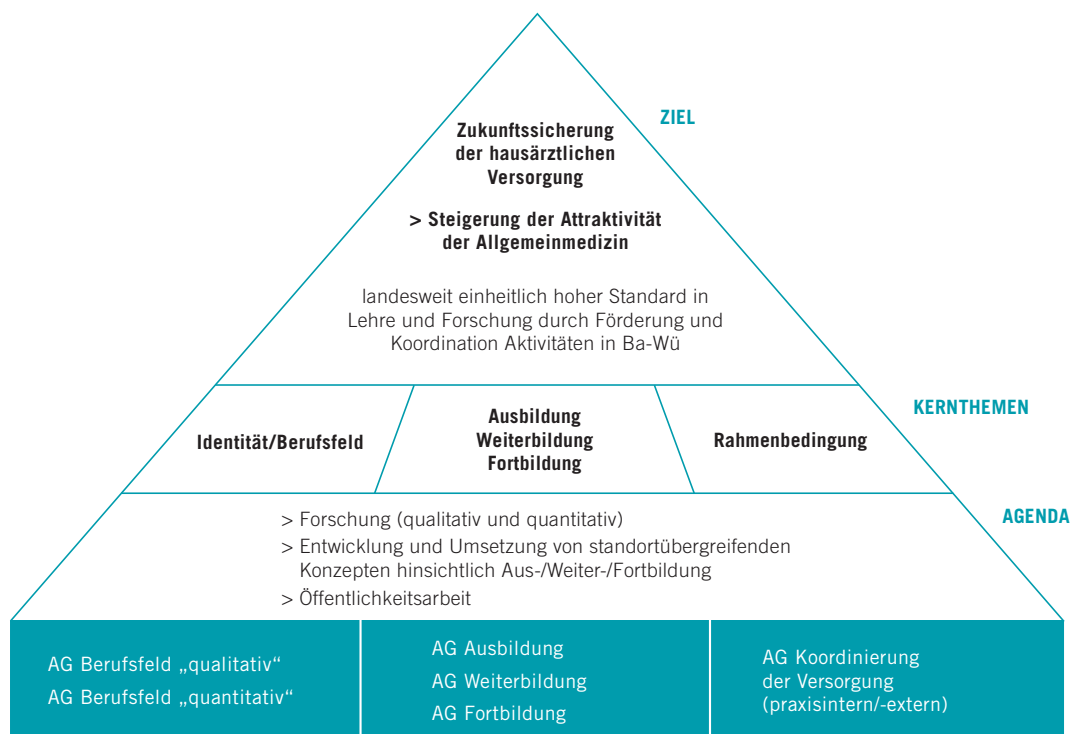 ZIEL
Zukunftssicherung
der hausärztlichen
Versorgung
> Steigerung der Attraktivität
der Allgemeinmedizin
landesweit einheitlich hoher Standard in
Lehre und Forschung durch Förderung und
Koordination Aktivitäten in Ba-Wü
KERNTHEMEN
Identität/Berufsfeld
Ausbildung
Weiterbildung
Fortbildung
Rahmenbedingung
AGENDA
> Forschung (qualitativ und quantitativ)
> Entwicklung und Umsetzung von standortübergreifenden
Konzepten hinsichtlich Aus-/Weiter-/Fortbildung
> Öffentlichkeitsarbeit
AG Berufsfeld „qualitativ“
AG Berufsfeld „quantitativ“
AG Ausbildung
AG Weiterbildung
AG Fortbildung
AG Koordinierung
der Versorgung
(praxisintern/-extern)